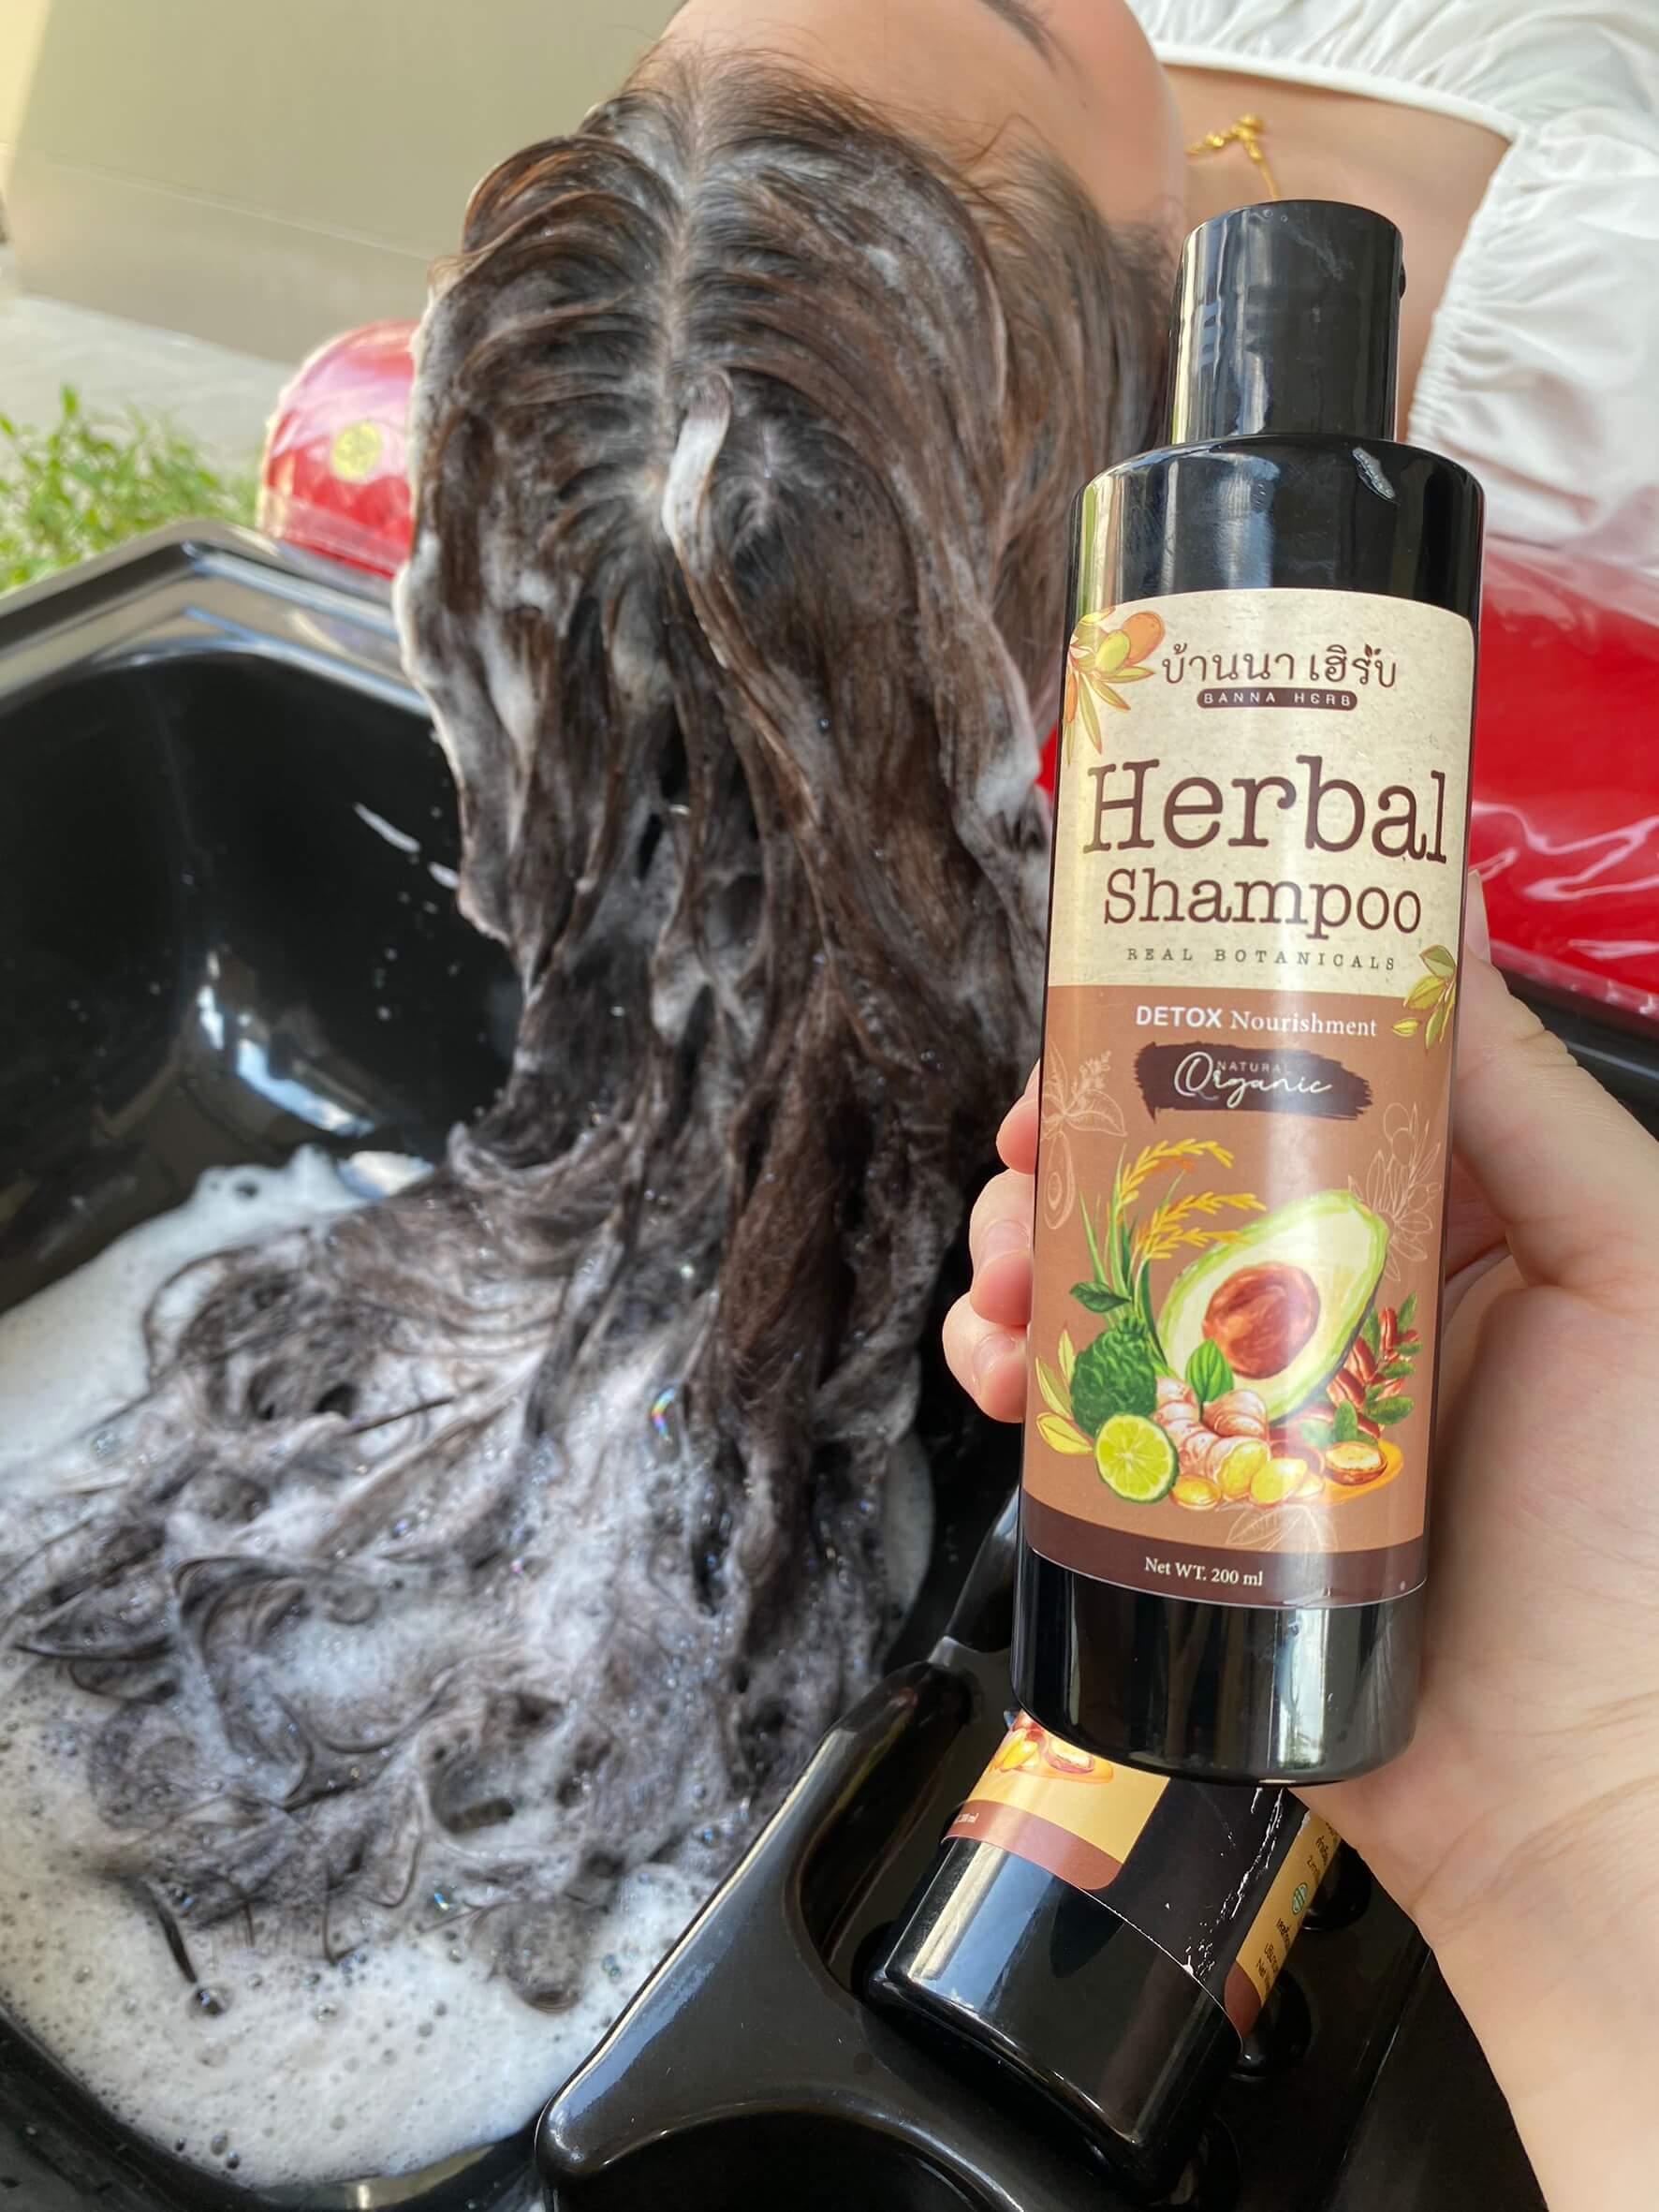 บ้านนา เฮิร์บ
BANNA HERB
Herbal
Shampoo
REAL BOTANICALS
DETOX Nourishment
NATURAL
Organic
Net WT. 200 ml